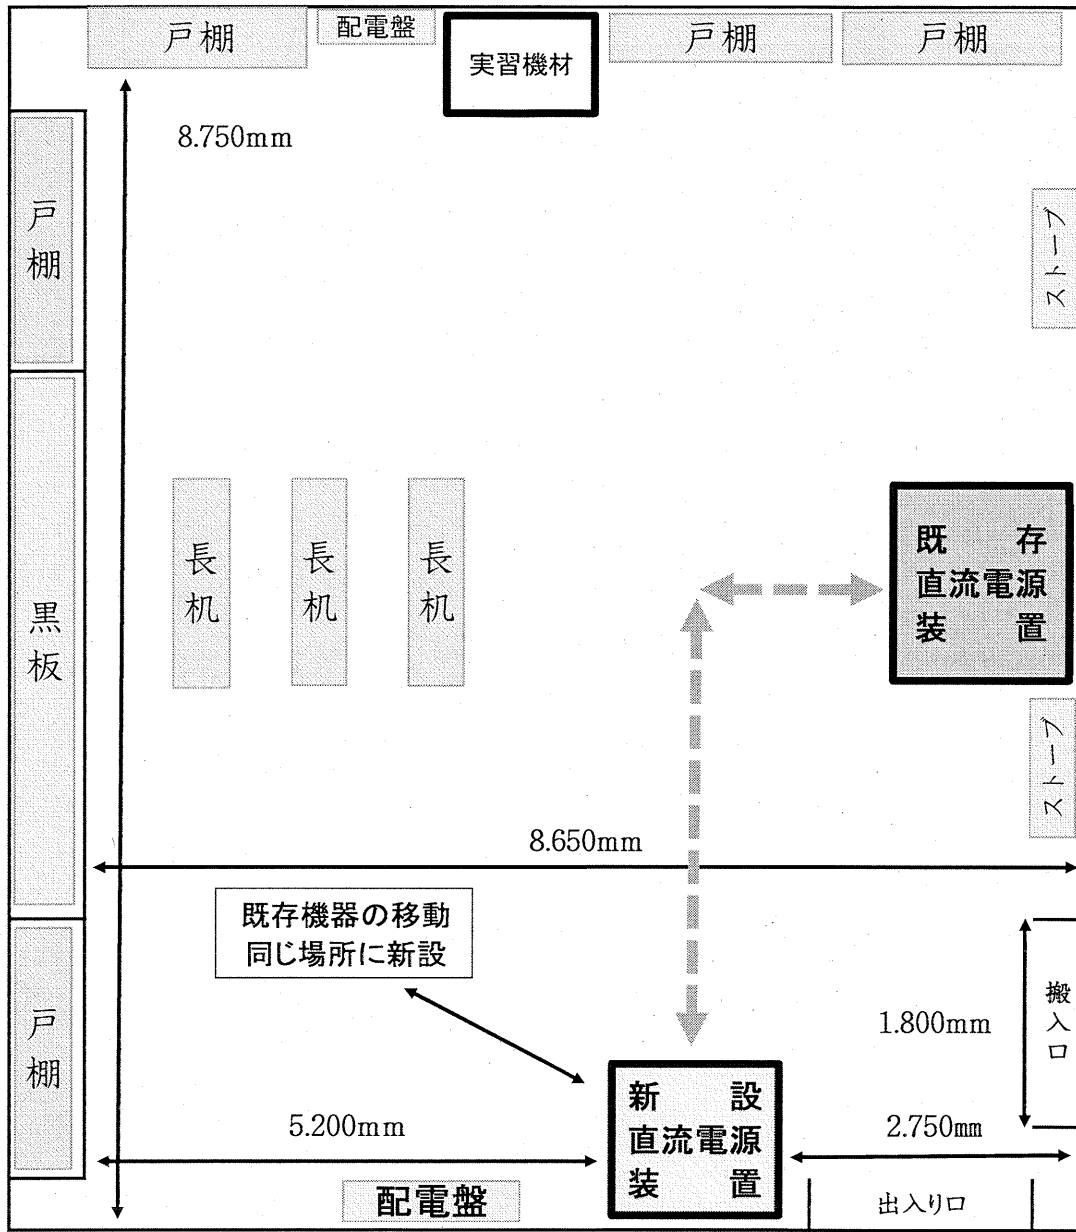 戸棚
配電盤
実習機材
戸棚
戸棚
8.750mm
戸棚
ストーブ
黒板
長机
長机
長机
既存
直流電源
装置
ストーブ
8.650mm
既存機器の移動
同じ場所に新設
搬入口
1.800mm
戸棚
新設
直流電源
装置
5.200mm
2.750mm
配電盤
出入り口